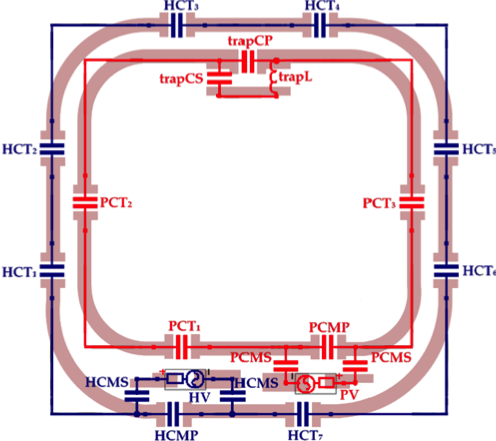 HCT₃ HCT₄
trapCP
trapCS trapL
HCT₂ HCT₅
PCT₂ PCT₃
HCT₁ HCT₆
PCT₁ PCMP
PCMS PCMS
HCMS HCMS
HV PV
HCMP HCT₇